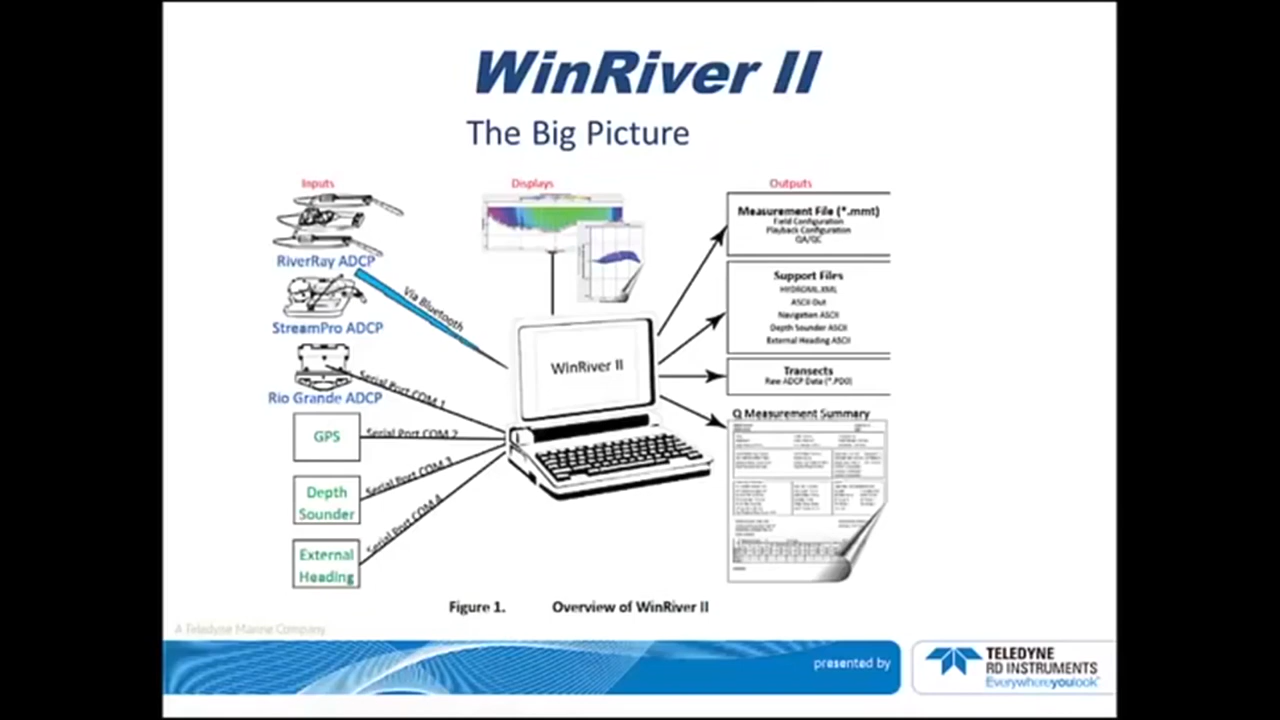 WinRiver II
The Big Picture
Inputs
Displays
Outputs
RiverRay ADCP
StreamPro ADCP
Rio Grande ADCP
GPS
Depth
Sounder
External
Heading
Via Bluetooth
Serial Port COM 1
Serial Port COM 2
Serial Port COM 3
Serial Port COM 4
WinRiver II
Measurement File (*.mmt)
Field Configuration
Playback Configuration
QA/QC
Support Files
HYDROML.XML
ASCII Out
Navigation ASCII
Depth Sounder ASCII
External Heading ASCII
Transects
Raw ADCP Data (*.PD0)
Q Measurement Summary
Figure 1. Overview of WinRiver II
A Teledyne Marine Company
presented by
TELEDYNE
RD INSTRUMENTS
Everywhereyoulook